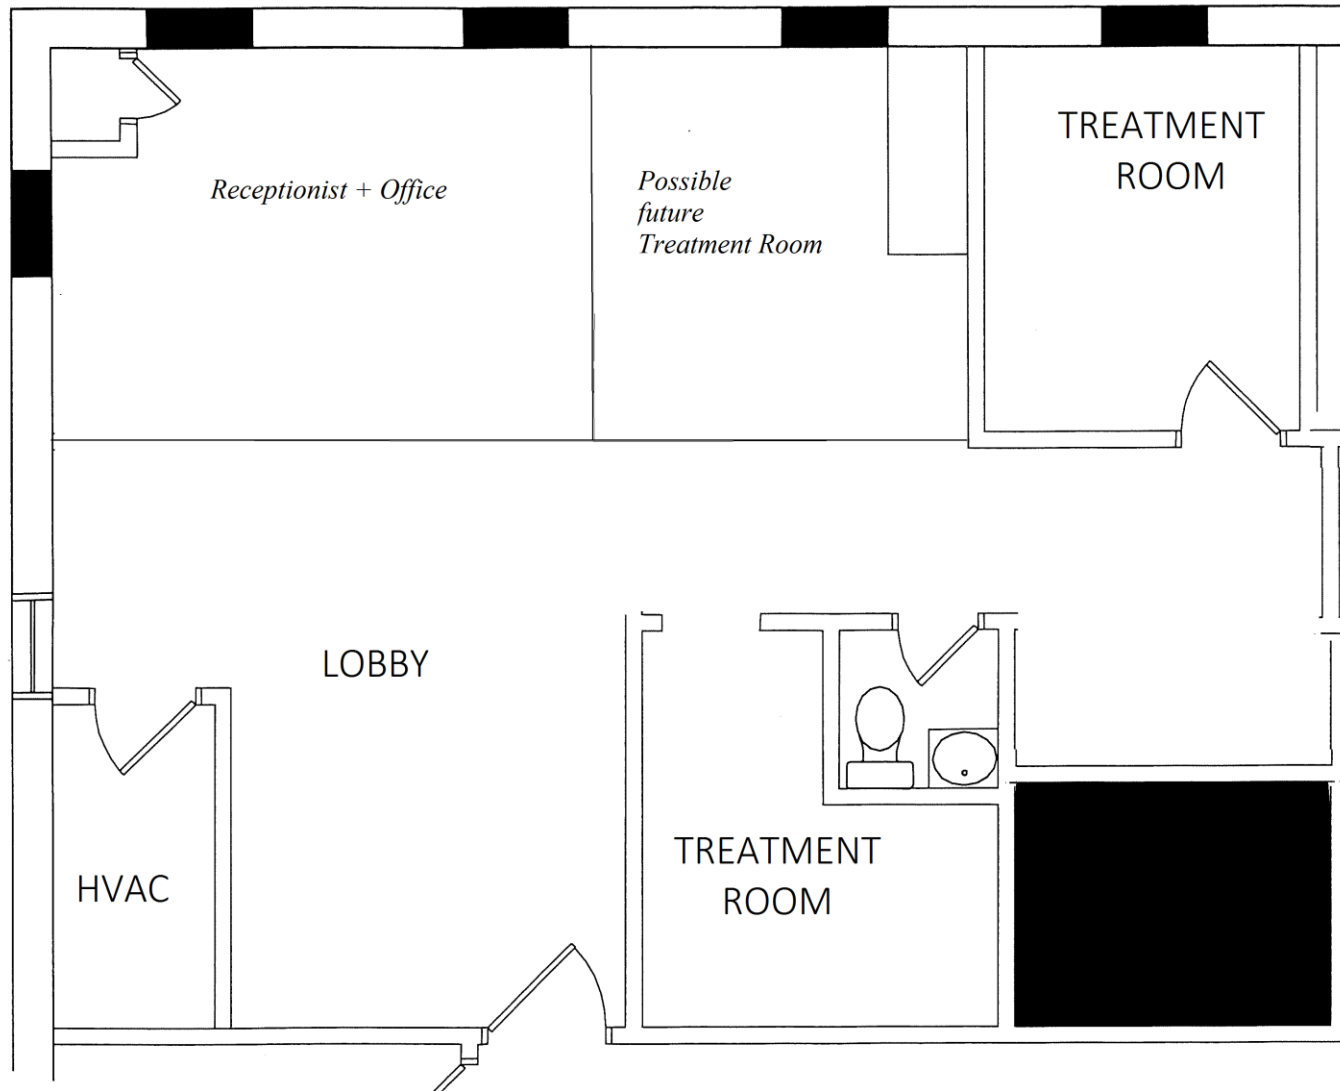 TREATMENT
ROOM
Receptionist + Office
Possible
future
Treatment Room
LOBBY
TREATMENT
ROOM
HVAC